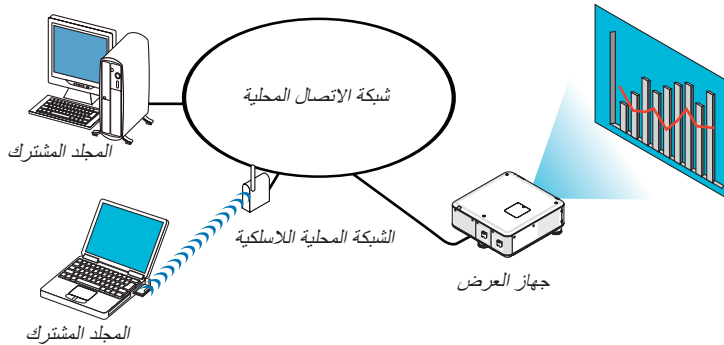 شبكة الاتصال المحلية
المجلد المشترك
الشبكة المحلية اللاسلكية
جهاز العرض
المجلد المشترك